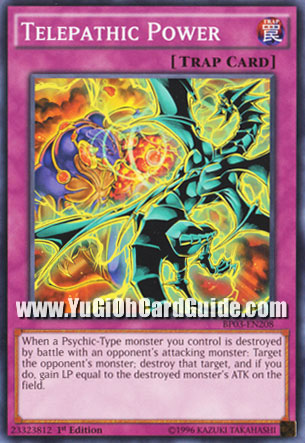 Telepathic Power
TRAP
罠
[Trap Card]
www.YuGiOhCardGuide.com
BP03-EN208
When a Psychic-Type monster you control is destroyed
by battle with an opponent's attacking monster: Target
the opponent's monster; destroy that target, and if you
do, gain LP equal to the destroyed monster's ATK on the
field.
23323812 1st Edition ©1996 KAZUKI TAKAHASHI